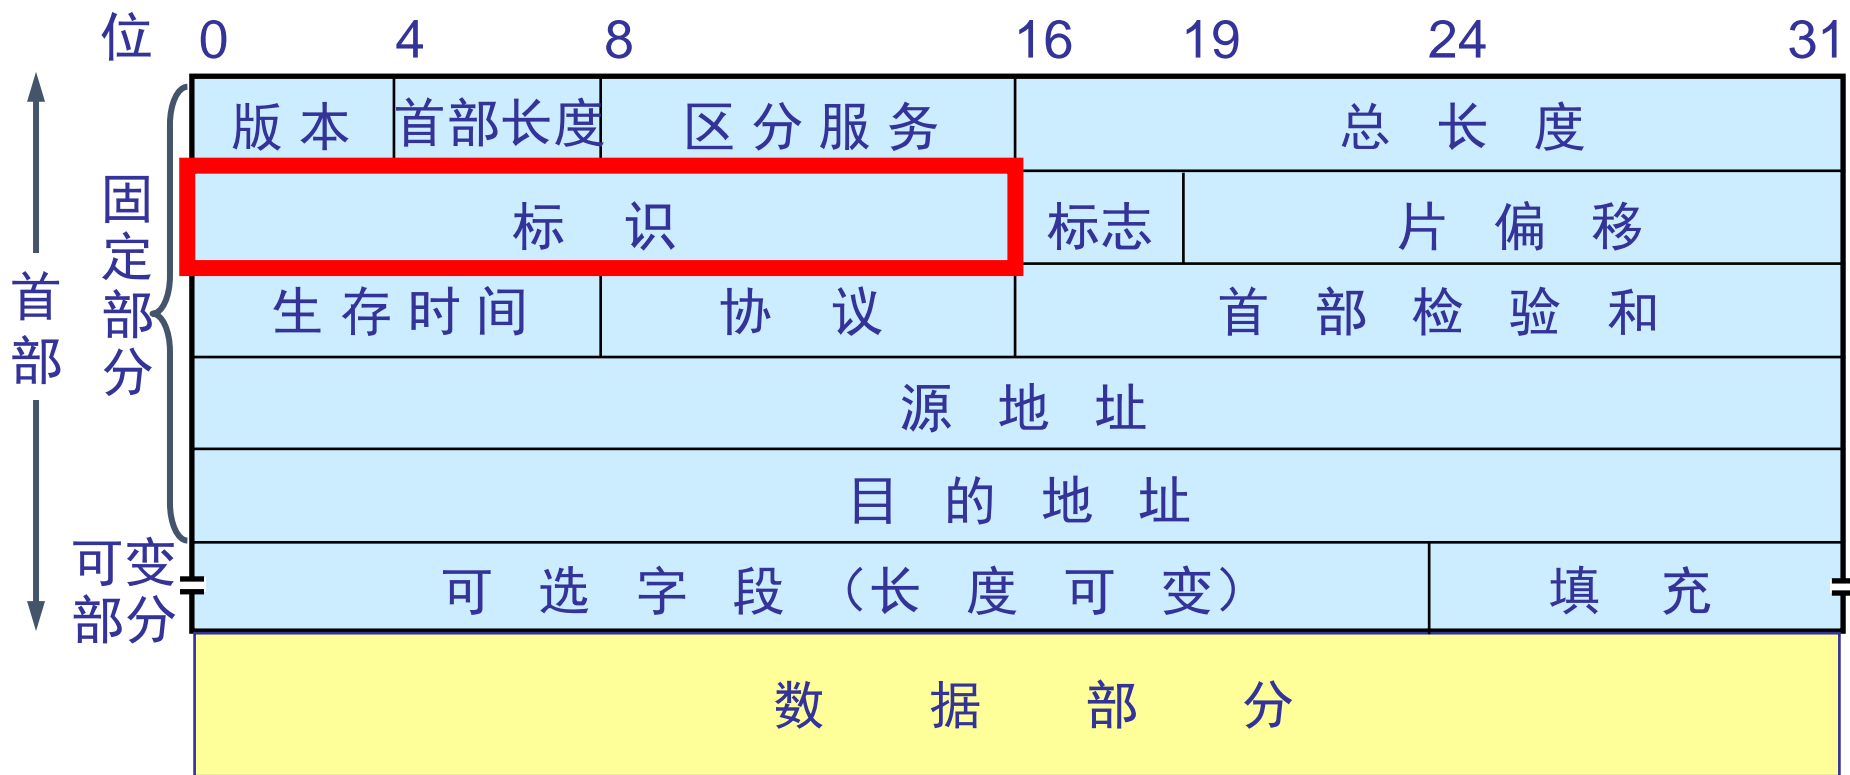 位 0 4 8 16 19 24 31
版本 首部长度 区分服务 总长度
标识 标志 片偏移
生存时间 协议 首部检验和
源地址
目的地址
可选字段（长度可变） 填充
数据部分
首部
固定部分
可变
部分